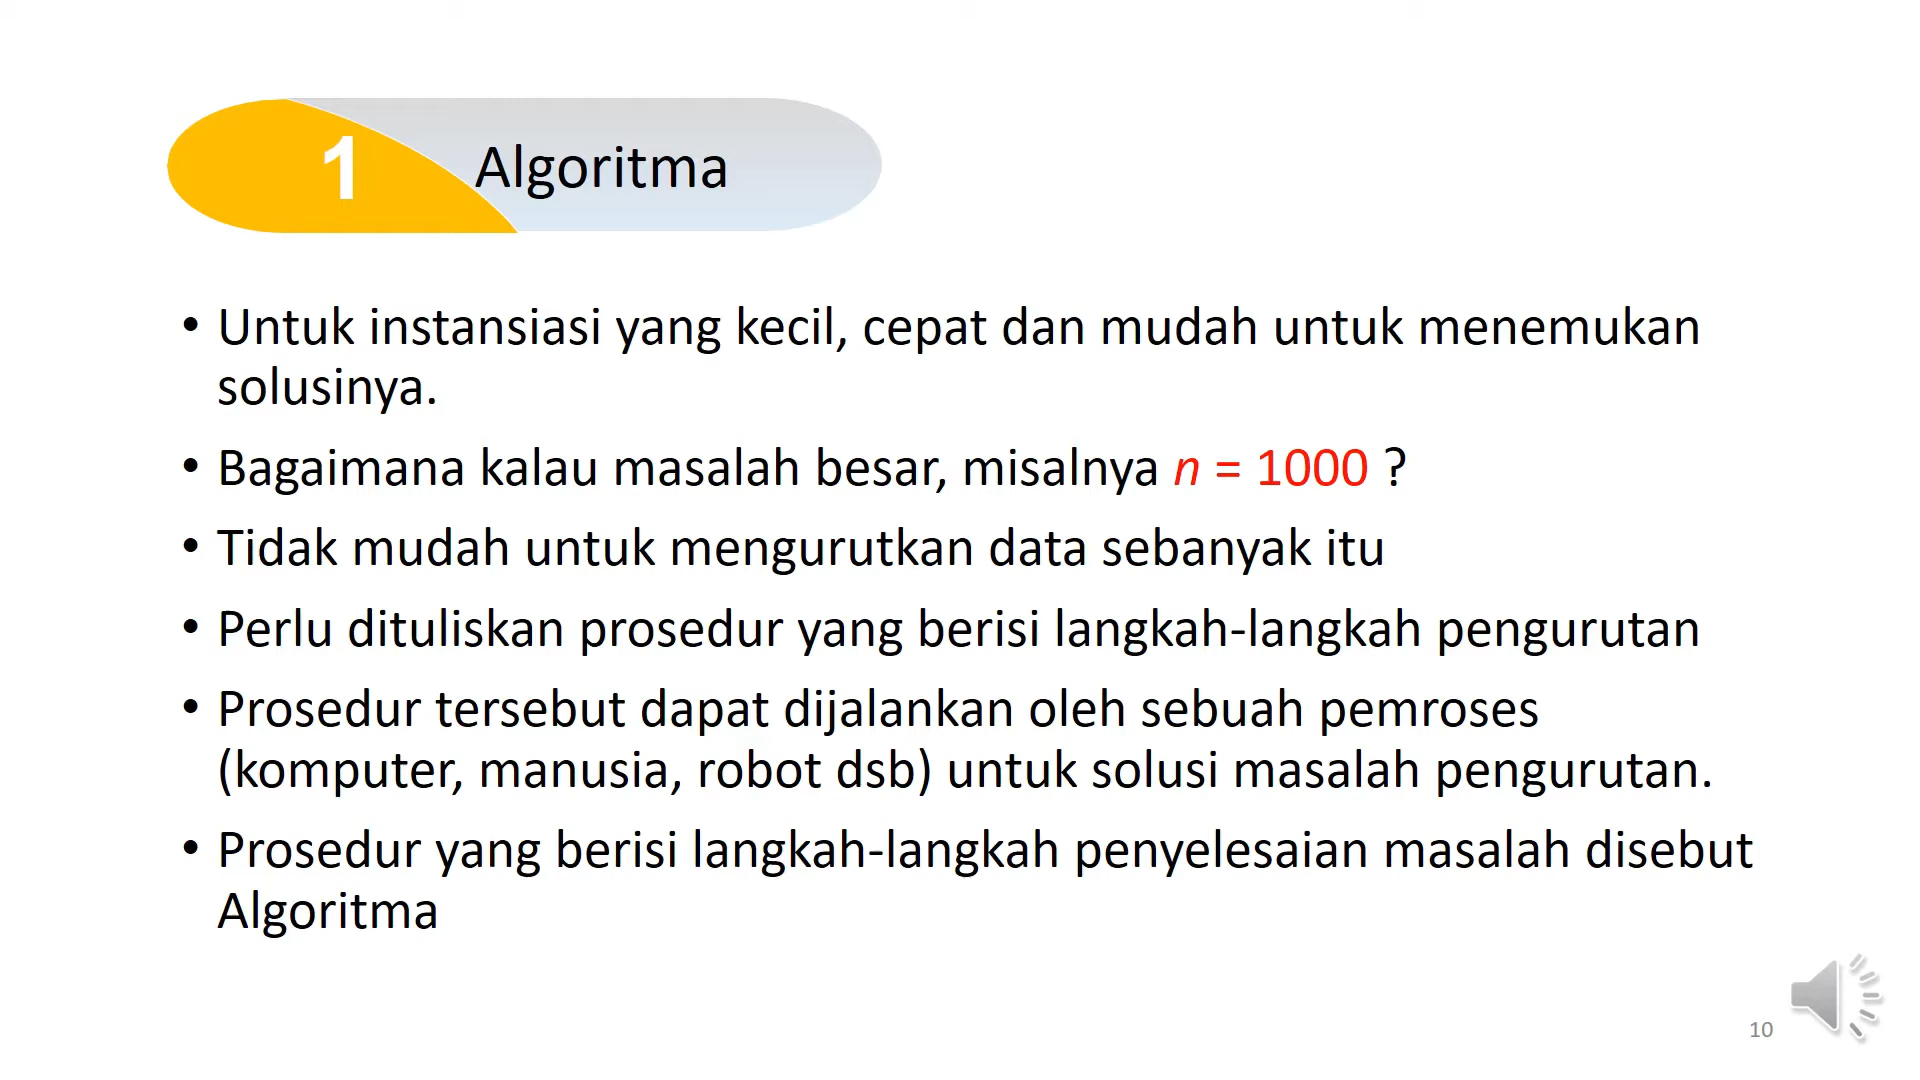 1 Algoritma
• Untuk instansiasi yang kecil, cepat dan mudah untuk menemukan
solusinya.
• Bagaimana kalau masalah besar, misalnya n = 1000 ?
• Tidak mudah untuk mengurutkan data sebanyak itu
• Perlu dituliskan prosedur yang berisi langkah-langkah pengurutan
• Prosedur tersebut dapat dijalankan oleh sebuah pemroses
(komputer, manusia, robot dsb) untuk solusi masalah pengurutan.
• Prosedur yang berisi langkah-langkah penyelesaian masalah disebut
Algoritma
10